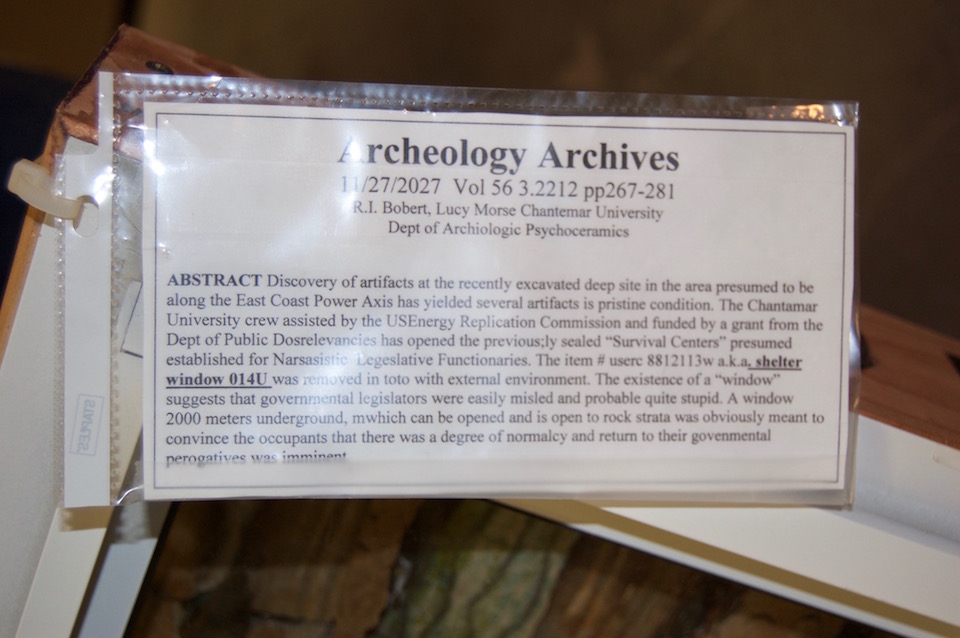 Archeology Archives
11/27/2027 Vol 56 3.2212 pp267-281
R.I. Bobert, Lucy Morse Chantemar University
Dept of Archiologic Psychoceramics
ABSTRACT Discovery of artifacts at the recently excavated deep site in the area presumed to be
along the East Coast Power Axis has yielded several artifacts is pristine condition. The Chantamar
University crew assisted by the USEnergy Replication Commission and funded by a grant from the
Dept of Public Dosrelevancies has opened the previous;ly sealed “Survival Centers” presumed
established for Narsasistic Legeslative Functionaries. The item # userc 8812113w a.k.a, shelter
window 014U was removed in toto with external environment. The existence of a “window”
suggests that governmental legislators were easily misled and probable quite stupid. A window
2000 meters underground, mwhich can be opened and is open to rock strata was obviously meant to
convince the occupants that there was a degree of normalcy and return to their govenmental
perogatives was imminent
STAPLES